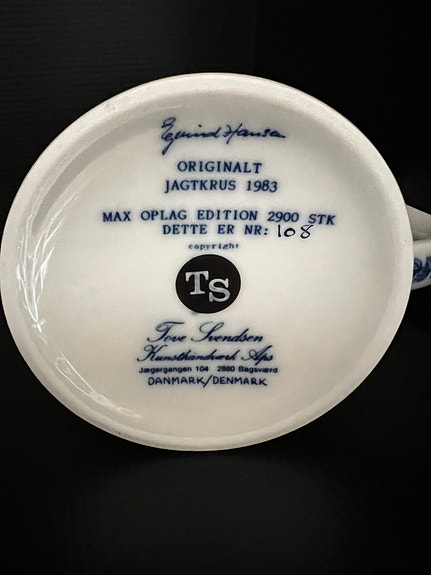 Eyvind Hansen
ORIGINALT
JAGTKRUS 1983
MAX OPLAG EDITION 2900 STK
DETTE ER NR: 108
copyright
TS
Tove Svendsen
Kunsthandværk Aps
Jægergangen 104 2880 Bagsværd
DANMARK/DENMARK